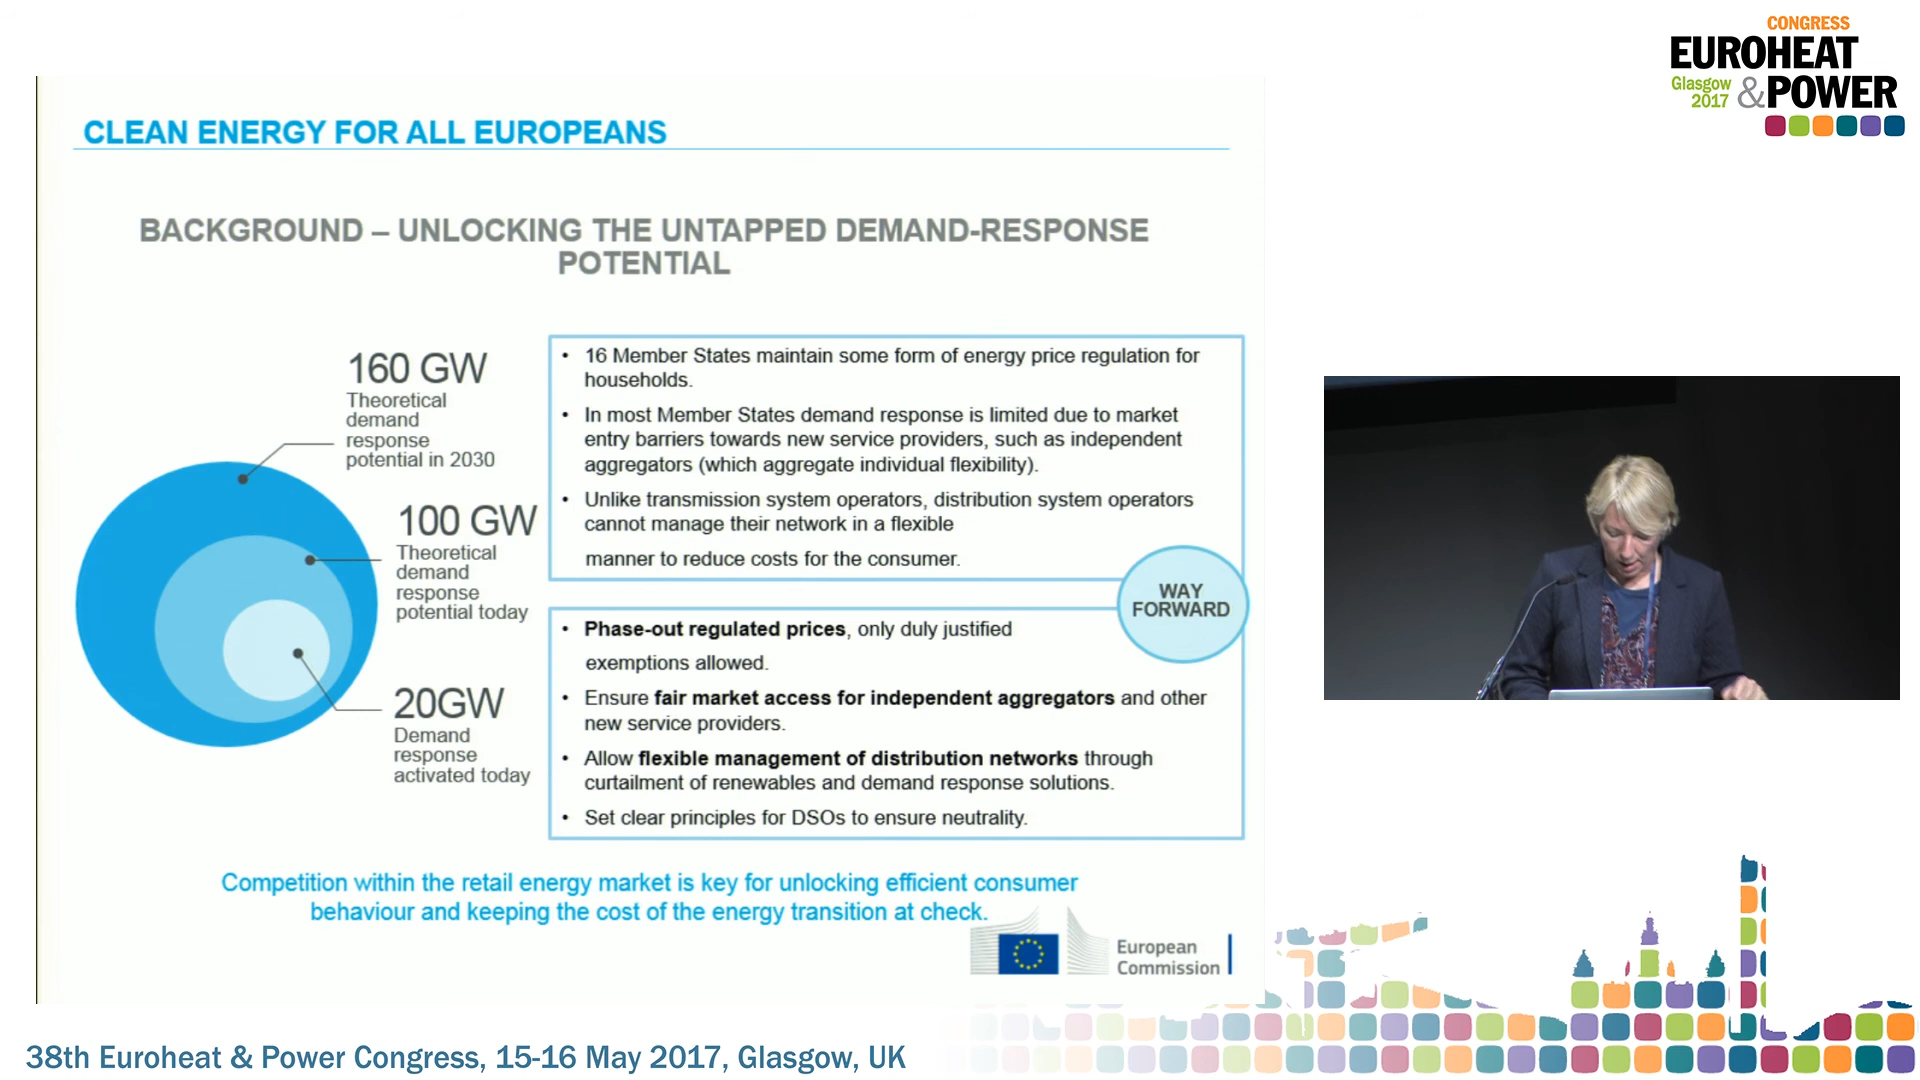 CONGRESS
EUROHEAT
Glasgow
2017 &POWER
CLEAN ENERGY FOR ALL EUROPEANS
BACKGROUND – UNLOCKING THE UNTAPPED DEMAND-RESPONSE
POTENTIAL
160 GW
Theoretical
demand
response
potential in 2030
100 GW
Theoretical
demand
response
potential today
20GW
Demand
response
activated today
• 16 Member States maintain some form of energy price regulation for
households.
• In most Member States demand response is limited due to market
entry barriers towards new service providers, such as independent
aggregators (which aggregate individual flexibility).
• Unlike transmission system operators, distribution system operators
cannot manage their network in a flexible
manner to reduce costs for the consumer.
WAY
FORWARD
• Phase-out regulated prices, only duly justified
exemptions allowed.
• Ensure fair market access for independent aggregators and other
new service providers.
• Allow flexible management of distribution networks through
curtailment of renewables and demand response solutions.
• Set clear principles for DSOs to ensure neutrality.
Competition within the retail energy market is key for unlocking efficient consumer
behaviour and keeping the cost of the energy transition at check.
European
Commission
38th Euroheat & Power Congress, 15-16 May 2017, Glasgow, UK